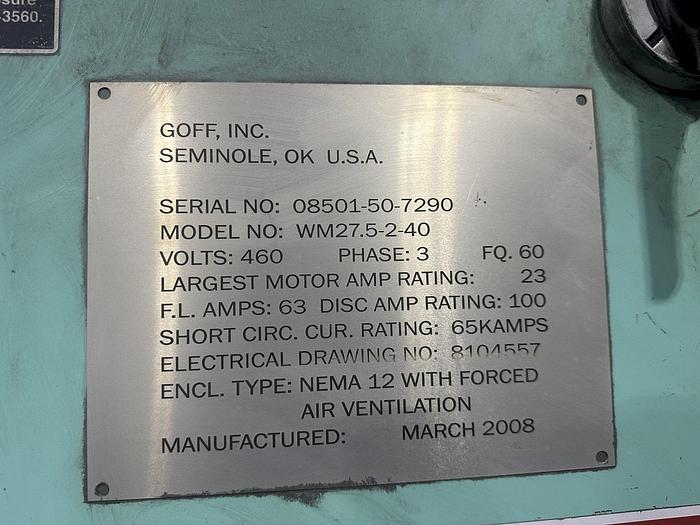 -3560.
GOFF, INC.
SEMINOLE, OK U.S.A.
SERIAL NO: 08501-50-7290
MODEL NO: WM27.5-2-40
VOLTS: 460 PHASE: 3 FQ. 60
LARGEST MOTOR AMP RATING: 23
F.L. AMPS: 63 DISC AMP RATING: 100
SHORT CIRC. CUR. RATING: 65KAMPS
ELECTRICAL DRAWING NO: 8104557
ENCL. TYPE: NEMA 12 WITH FORCED
AIR VENTILATION
MANUFACTURED: MARCH 2008